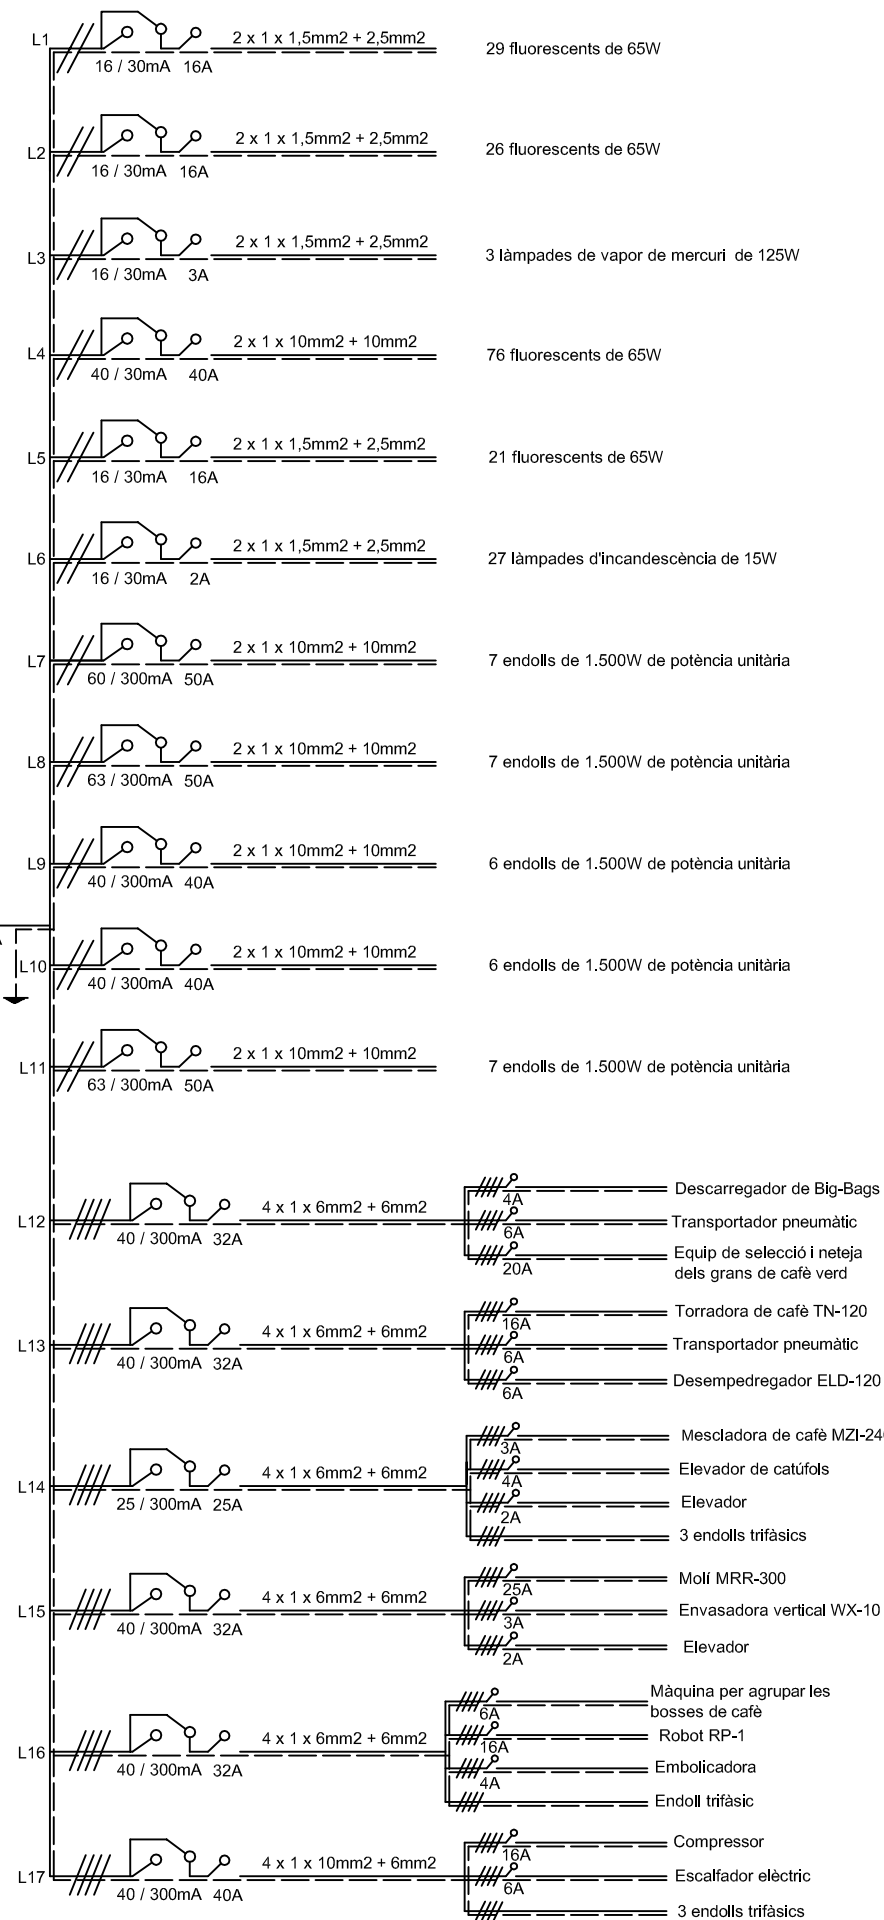 L1 2 x 1 x 1,5mm2 + 2,5mm2 29 fluorescents de 65W
16 / 30mA 16A
L2 2 x 1 x 1,5mm2 + 2,5mm2 26 fluorescents de 65W
16 / 30mA 16A
L3 2 x 1 x 1,5mm2 + 2,5mm2 3 làmpades de vapor de mercuri de 125W
16 / 30mA 3A
L4 2 x 1 x 10mm2 + 10mm2 76 fluorescents de 65W
40 / 30mA 40A
L5 2 x 1 x 1,5mm2 + 2,5mm2 21 fluorescents de 65W
16 / 30mA 16A
L6 2 x 1 x 1,5mm2 + 2,5mm2 27 làmpades d'incandescència de 15W
16 / 30mA 2A
L7 2 x 1 x 10mm2 + 10mm2 7 endolls de 1.500W de potència unitària
60 / 300mA 50A
L8 2 x 1 x 10mm2 + 10mm2 7 endolls de 1.500W de potència unitària
63 / 300mA 50A
L9 2 x 1 x 10mm2 + 10mm2 6 endolls de 1.500W de potència unitària
40 / 300mA 40A
L10 2 x 1 x 10mm2 + 10mm2 6 endolls de 1.500W de potència unitària
40 / 300mA 40A
L11 2 x 1 x 10mm2 + 10mm2 7 endolls de 1.500W de potència unitària
63 / 300mA 50A
L12 4 x 1 x 6mm2 + 6mm2
40 / 300mA 32A
4A Descarregador de Big-Bags
6A Transportador pneumàtic
20A Equip de selecció i neteja
dels grans de cafè verd
L13 4 x 1 x 6mm2 + 6mm2
40 / 300mA 32A
16A Torradora de cafè TN-120
6A Transportador pneumàtic
6A Desempedregador ELD-120
L14 4 x 1 x 6mm2 + 6mm2
25 / 300mA 25A
3A Mescladora de cafè
4A Elevador de catúfols
2A Elevador
3 endolls trifàsics
L15 4 x 1 x 6mm2 + 6mm2
40 / 300mA 32A
25A Molí MRR-300
3A Envasadora vertical WX-10
2A Elevador
L16 4 x 1 x 6mm2 + 6mm2
40 / 300mA 32A
6A Màquina per agrupar les
bosses de cafè
16A Robot RP-1
4A Embolicadora
Endoll trifàsic
L17 4 x 1 x 10mm2 + 6mm2
40 / 300mA 40A
16A Compressor
6A Escalfador elèctric
3 endolls trifàsics